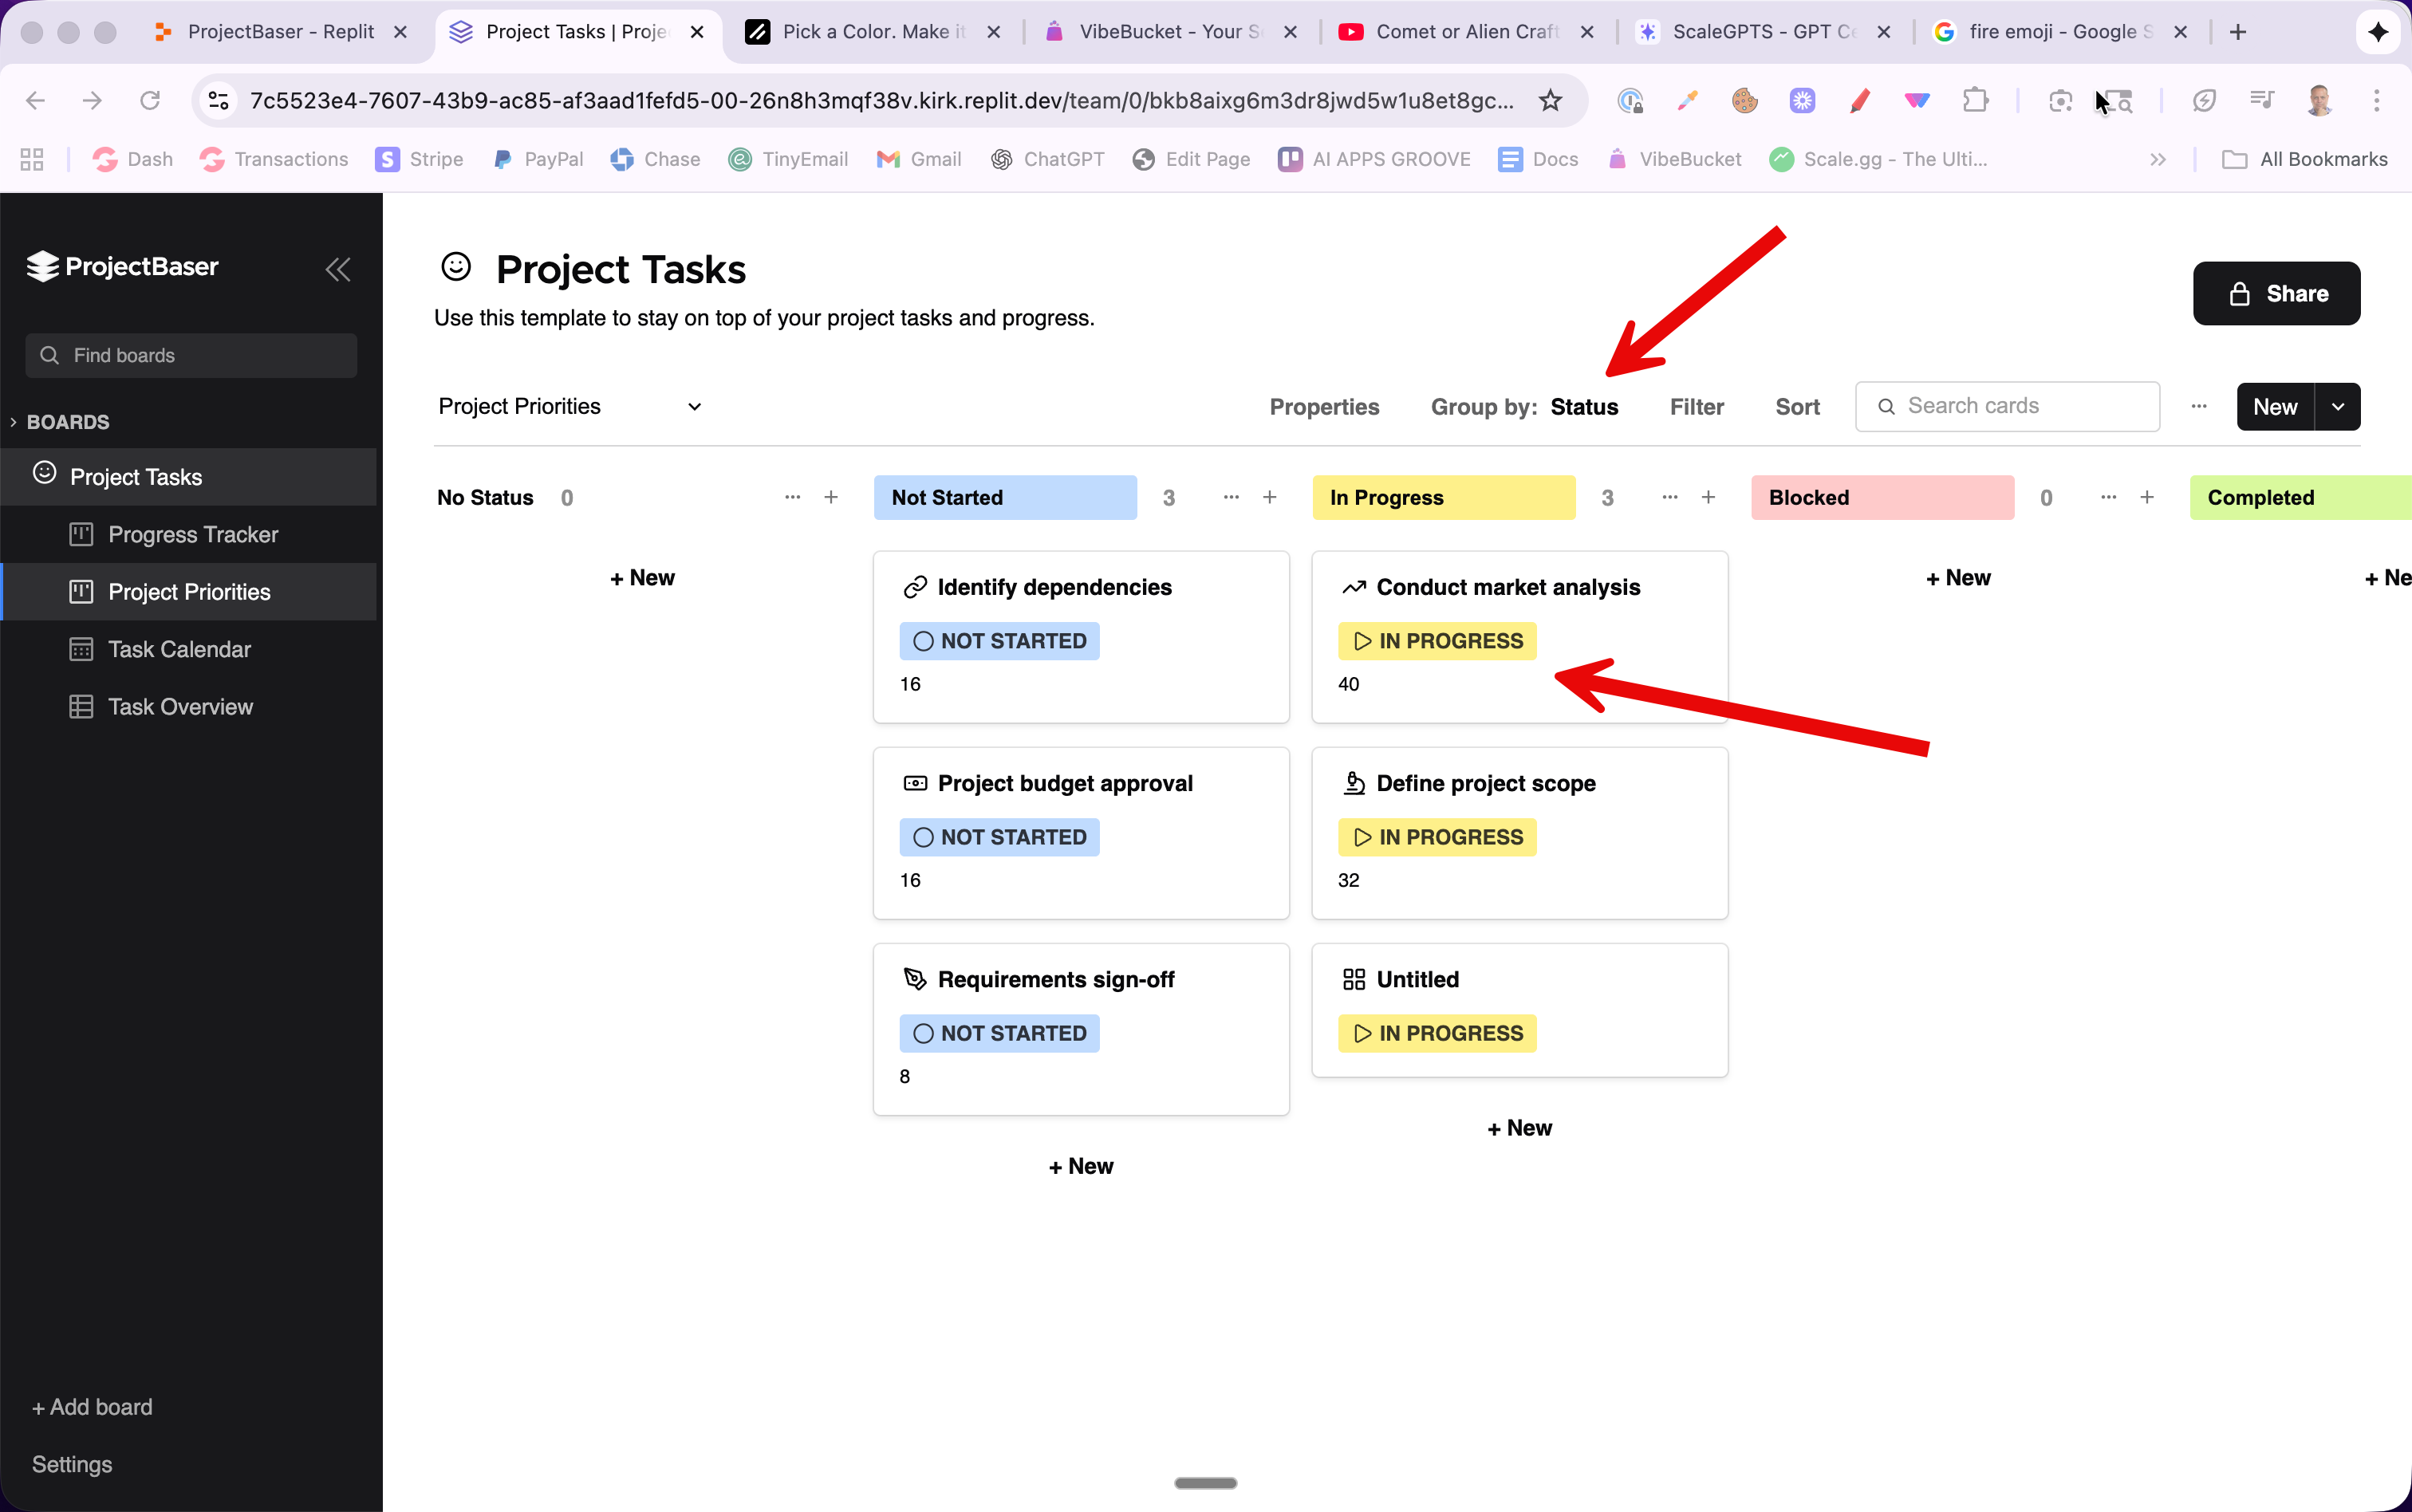 ProjectBaser - Replit
Project Tasks | Proje
Pick a Color. Make it
VibeBucket - Your S
Comet or Alien Craft
ScaleGPTS - GPT Ce
fire emoji - Google S
7c5523e4-7607-43b9-ac85-af3aad1fefd5-00-26n8h3mqf38v.kirk.replit.dev/team/0/bkb8aixg6m3dr8jwd5w1u8et8gc...
Dash
Transactions
Stripe
PayPal
Chase
TinyEmail
Gmail
ChatGPT
Edit Page
AI APPS GROOVE
Docs
VibeBucket
Scale.gg - The Ulti...
All Bookmarks
ProjectBaser
Find boards
BOARDS
Project Tasks
Progress Tracker
Project Priorities
Task Calendar
Task Overview
+ Add board
Settings
Project Tasks
Use this template to stay on top of your project tasks and progress.
Share
Project Priorities
Properties
Group by: Status
Filter
Sort
Search cards
New
No Status 0
+ New
Not Started 3
Identify dependencies
NOT STARTED
16
Project budget approval
NOT STARTED
16
Requirements sign-off
NOT STARTED
8
+ New
In Progress 3
Conduct market analysis
IN PROGRESS
40
Define project scope
IN PROGRESS
32
Untitled
IN PROGRESS
+ New
Blocked 0
+ New
Completed
+ Ne